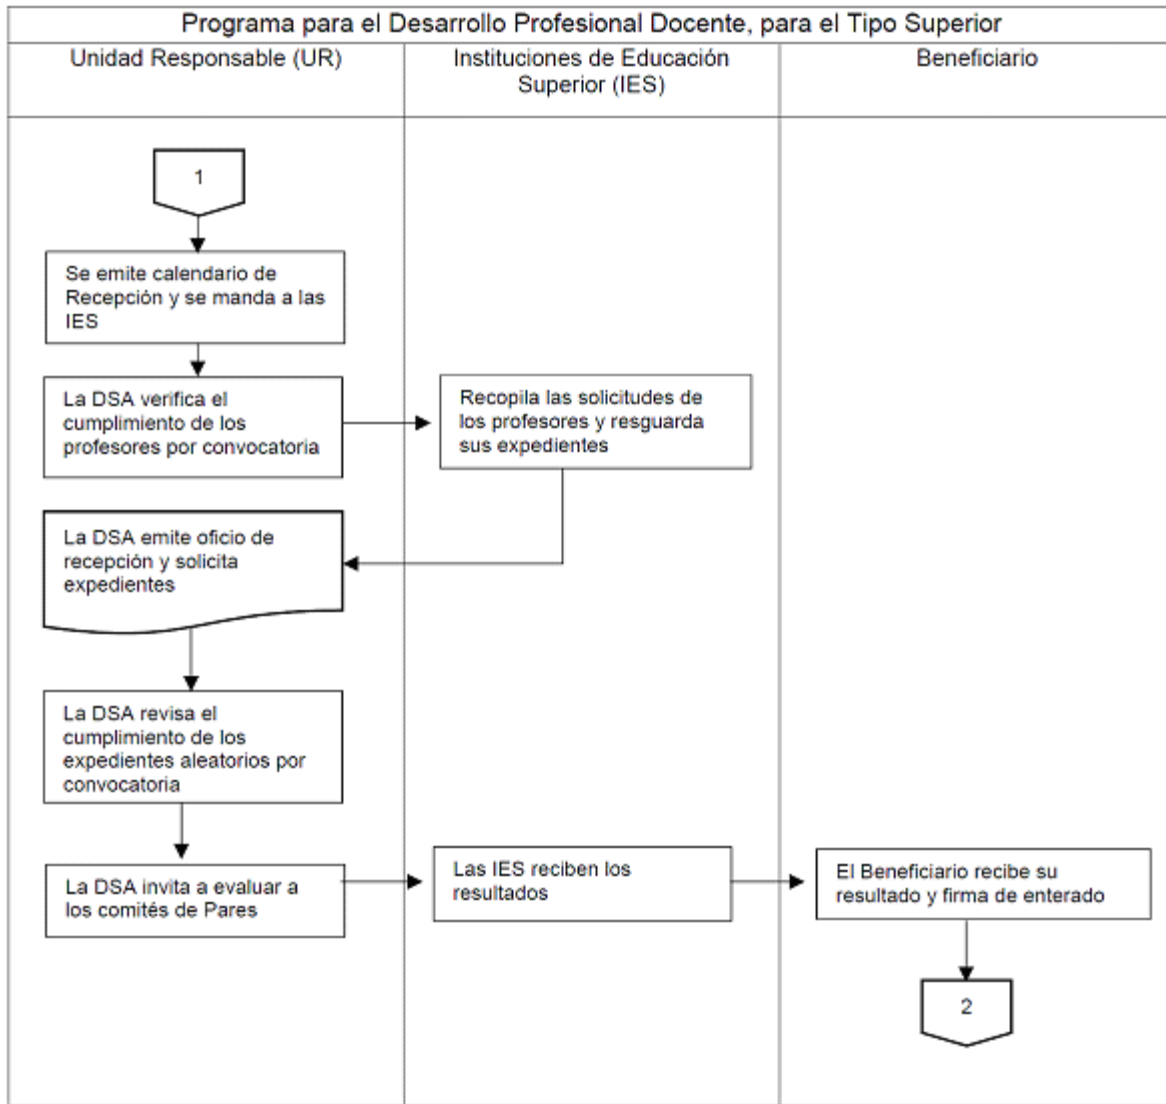 Programa para el Desarrollo Profesional Docente, para el Tipo Superior
Unidad Responsable (UR)
Instituciones de Educación
Superior (IES)
Beneficiario
1
Se emite calendario de
Recepción y se manda a las
IES
La DSA verifica el
cumplimiento de los
profesores por convocatoria
Recopila las solicitudes de
los profesores y resguarda
sus expedientes
La DSA emite oficio de
recepción y solicita
expedientes
La DSA revisa el
cumplimiento de los
expedientes aleatorios por
convocatoria
La DSA invita a evaluar a
los comités de Pares
Las IES reciben los
resultados
El Beneficiario recibe su
resultado y firma de enterado
2